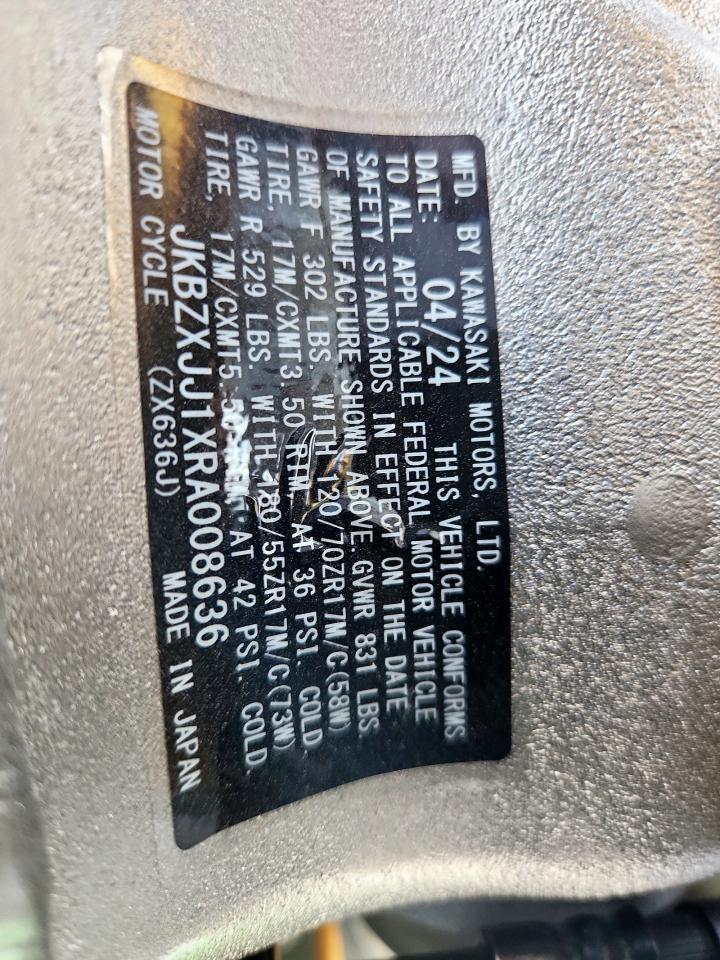 MFD. BY KAWASAKI MOTORS, LTD.
DATE: 04/24 THIS VEHICLE CONFORMS
TO ALL APPLICABLE FEDERAL MOTOR VEHICLE
SAFETY STANDARDS IN EFFECT ON THE DATE
OF MANUFACTURE SHOWN ABOVE. GVWR 831 LBS.
GAWR F 302 LBS. WITH 120/70ZR17M/C(58W)
TIRE, 17M/CXMT3.50 RIM, AT 36 PSI. COLD
GAWR R 529 LBS. WITH 180/55ZR17M/C(73W)
TIRE, 17M/CXMT5.50 AT 42 PSI. COLD.
JKBZXJJ1XRA008636
MOTOR CYCLE (ZX636J) MADE IN JAPAN